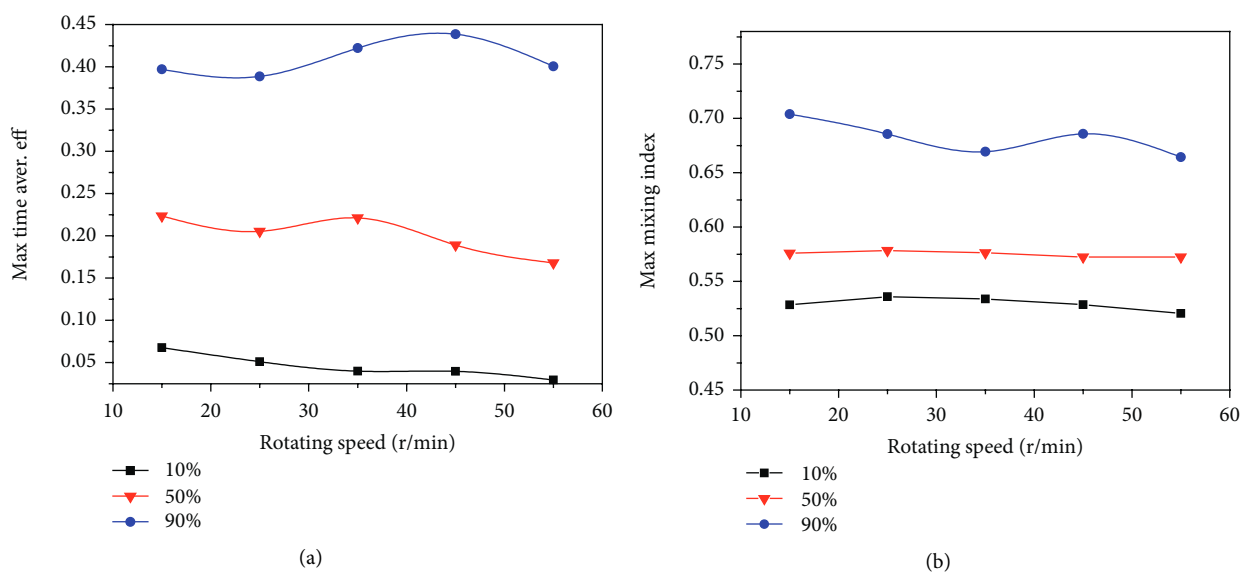 0.45
0.40
0.35
0.30
0.25
0.20
0.15
0.10
0.05
Max time aver. eff
10 20 30 40 50 60
Rotating speed (r/min)
10%
50%
90%
(a)
0.75
0.70
0.65
0.60
0.55
0.50
0.45
Max mixing index
10 20 30 40 50 60
Rotating speed (r/min)
10%
50%
90%
(b)